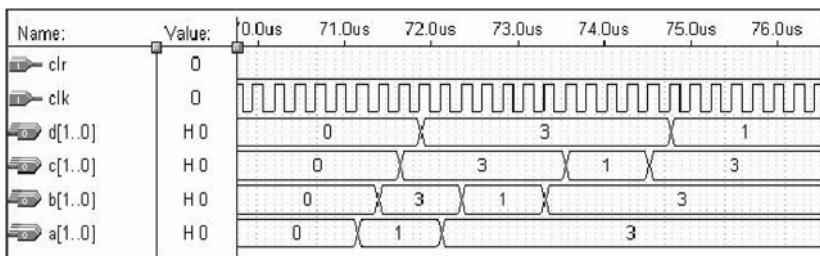 Name: Value: 70.0us 71.0us 72.0us 73.0us 74.0us 75.0us 76.0us
clr 0
clk 0
d[1..0] H 0 0 3 1
c[1..0] H 0 0 3 1 3
b[1..0] H 0 0 3 1 3
a[1..0] H 0 0 1 3